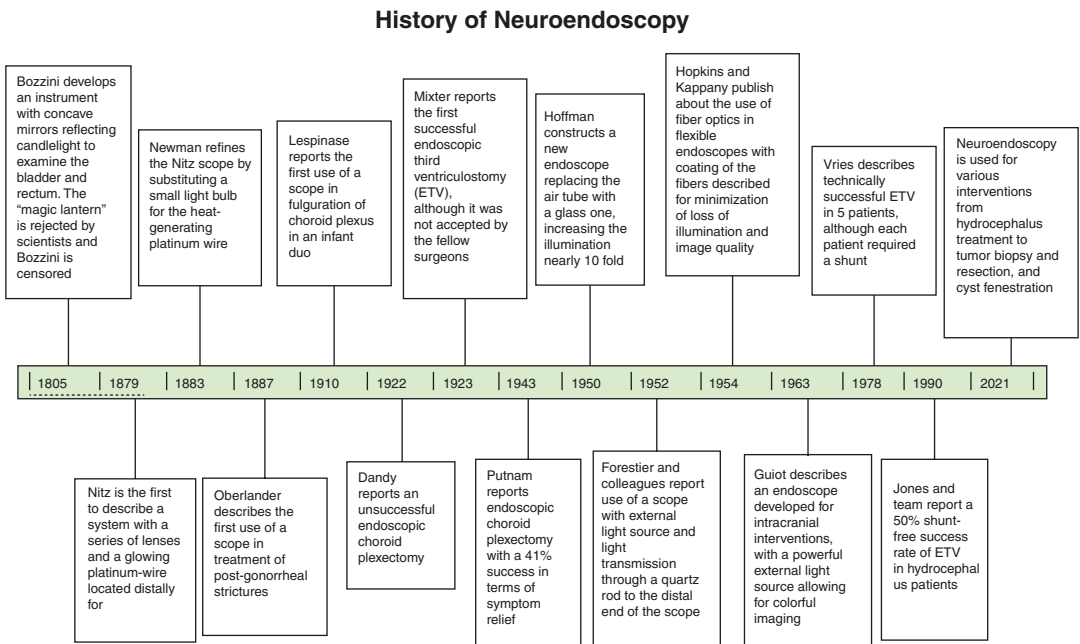 History of Neuroendoscopy
Bozzini develops
an instrument
with concave
mirrors reflecting
candlelight to
examine the
bladder and
rectum. The
“magic lantern”
is rejected by
scientists and
Bozzini is
censored
Newman refines
the Nitz scope by
substituting a
small light bulb
for the heat-
generating
platinum wire
Lespinase
reports the
first use of a
scope in
fulguration of
choroid plexus
in an infant
duo
Mixter reports
the first
successful
endoscopic
third
ventriculostomy
(ETV),
although it was
not accepted by
the fellow
surgeons
Hoffman
constructs a
new
endoscope
replacing the
air tube with
a glass one,
increasing the
illumination
nearly 10 fold
Hopkins and
Kappany publish
about the use of
fiber optics in
flexible
endoscopes with
coating of the
fibers described
for minimization
of loss of
illumination and
image quality
Vries describes
technically
successful ETV
in 5 patients,
although each
patient required
a shunt
Neuroendoscopy
is used for
various
interventions
from
hydrocephalus
treatment to
tumor biopsy and
resection, and
cyst fenestration
1805 1879 1883 1887 1910 1922 1923 1943 1950 1952 1954 1963 1978 1990 2021
Nitz is the first
to describe a
system with a
series of lenses
and a glowing
platinum-wire
located distally
for
Oberlander
describes the
first use of a
scope in
treatment of
post-gonorrheal
strictures
Dandy
reports an
unsuccessful
endoscopic
choroid
plexectomy
Putnam
reports
endoscopic
choroid
plexectomy
with a 41%
success in
terms of
symptom
relief
Forestier and
colleagues report
use of a scope
with external
light source and
light
transmission
through a quartz
rod to the distal
end of the scope
Guiot describes
an endoscope
developed for
intracranial
interventions,
with a powerful
external light
source allowing
for colorful
imaging
Jones and
team report a
50% shunt-
free success
rate of ETV
in hydrocephal
us patients